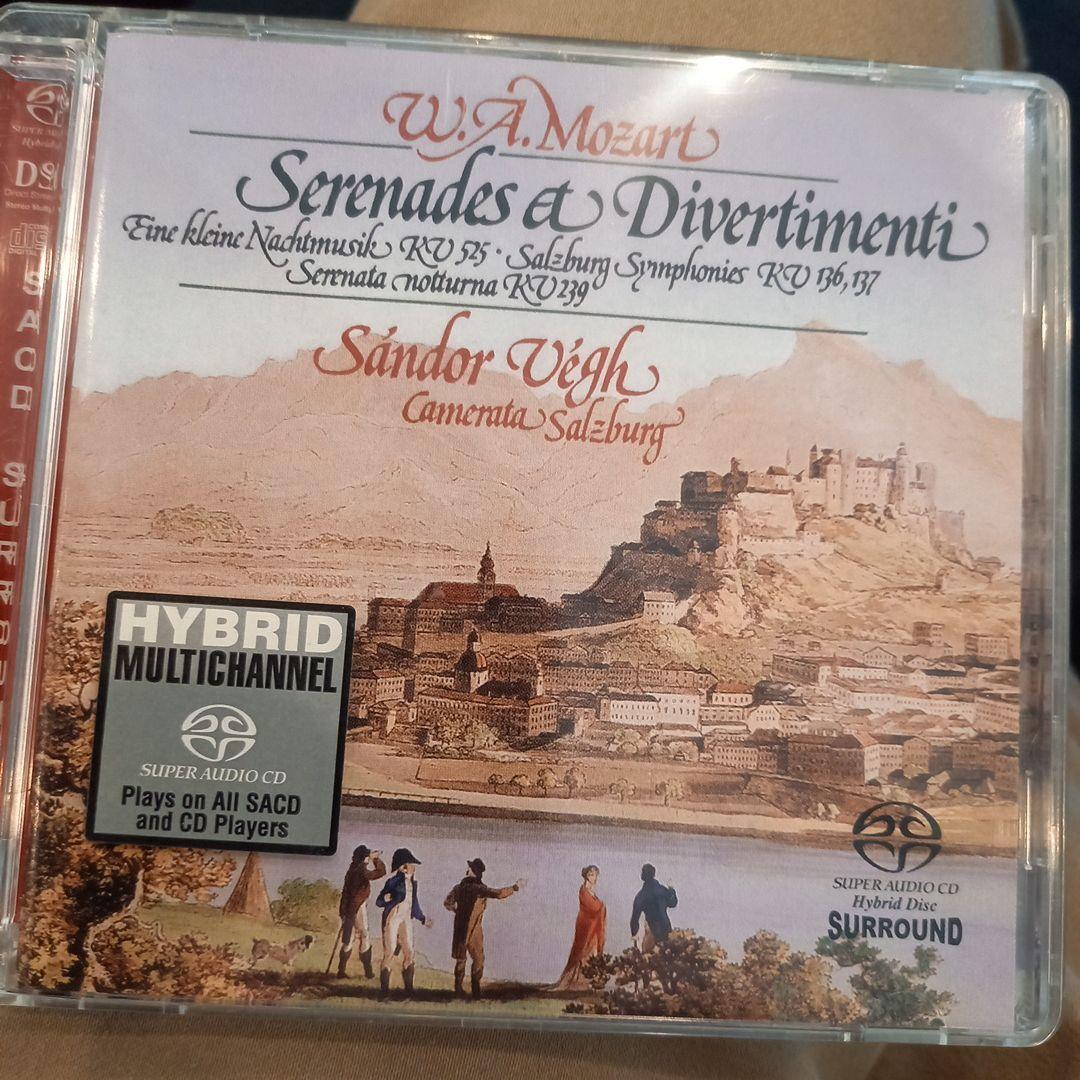 W. A. Mozart
Serenades et Divertimenti
Eine kleine Nachtmusik KV 525 · Salzburg Symphonies KV 136, 137
Serenata notturna KV 239
Sándor Végh
Camerata Salzburg
HYBRID
MULTICHANNEL
SUPER AUDIO CD
Plays on All SACD
and CD Players
SUPER AUDIO CD
Hybrid Disc
SURROUND
SACD